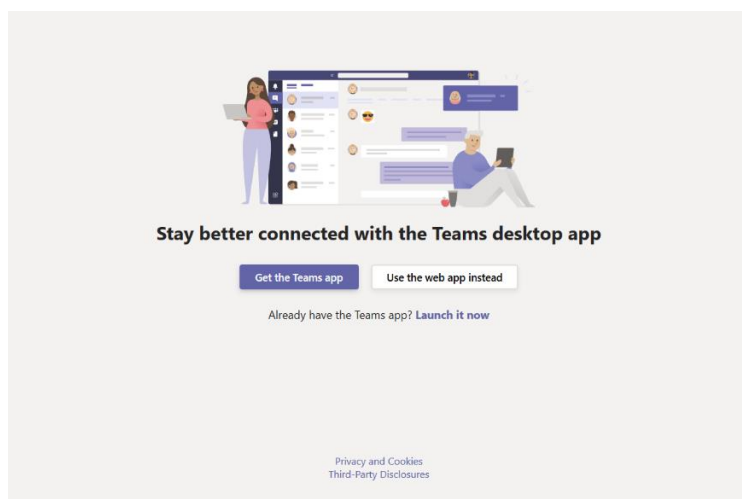 Stay better connected with the Teams desktop app
Get the Teams app
Use the web app instead
Already have the Teams app? Launch it now
Privacy and Cookies
Third-Party Disclosures